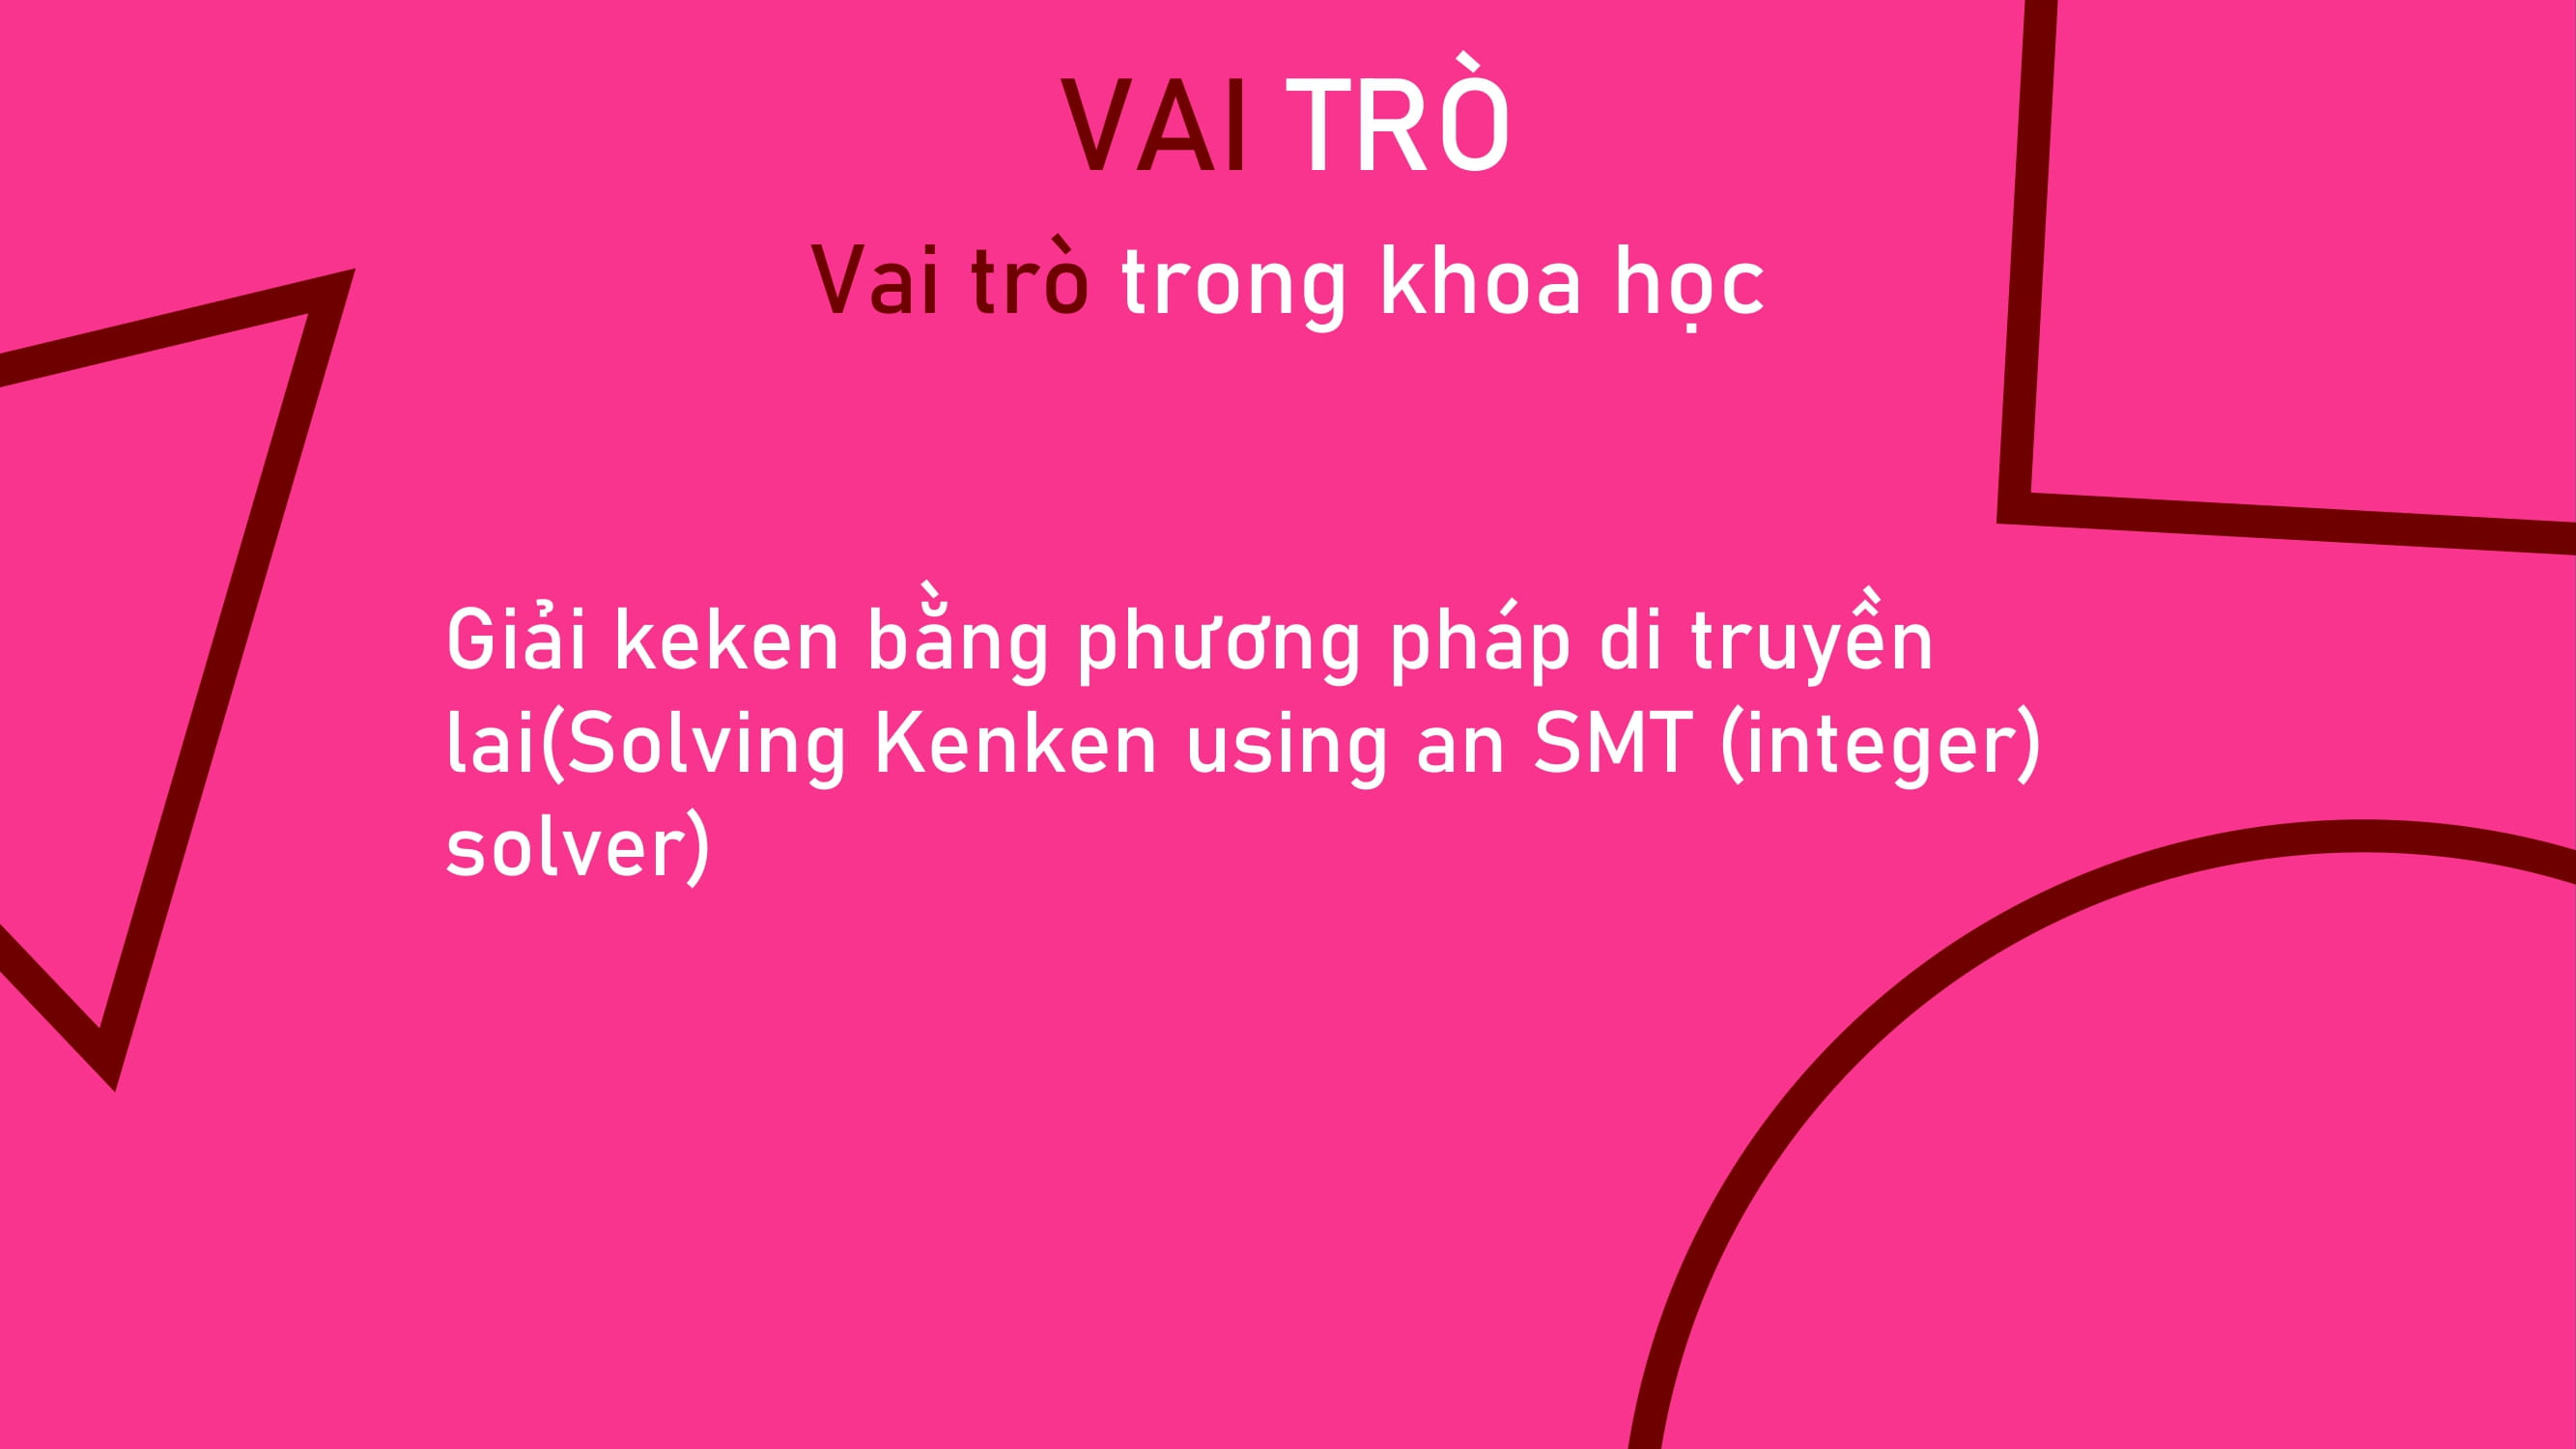 VAI TRÒ
Vai trò trong khoa học
Giải keken bằng phương pháp di truyền
lai(Solving Kenken using an SMT (integer)
solver)